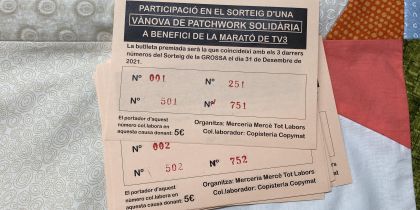 PARTICIPACIÓ EN EL SORTEIG D'UNA
VÀNOVA DE PATCHWORK SOLIDÀRIA
A BENEFICI DE LA MARATÓ DE TV3
La butlleta premiada serà la que coincideixi amb els 3 darrers
números del Sorteig de la GROSSA el dia 31 de Desembre de
2021.
Nº 001 Nº 251
Nº 501 Nº 751
El portador d'aquest
número col.labora en
aquesta causa donant: 5€
Organitza: Merceria Mercè Tot Labors
Col.laborador: Copisteria Copymat
Nº 002
Nº 502 Nº 752
El portador d'aquest
número col.labora en
aquesta causa donant: 5€
Organitza: Merceria Mercè Tot Labors
Col.laborador: Copisteria Copymat